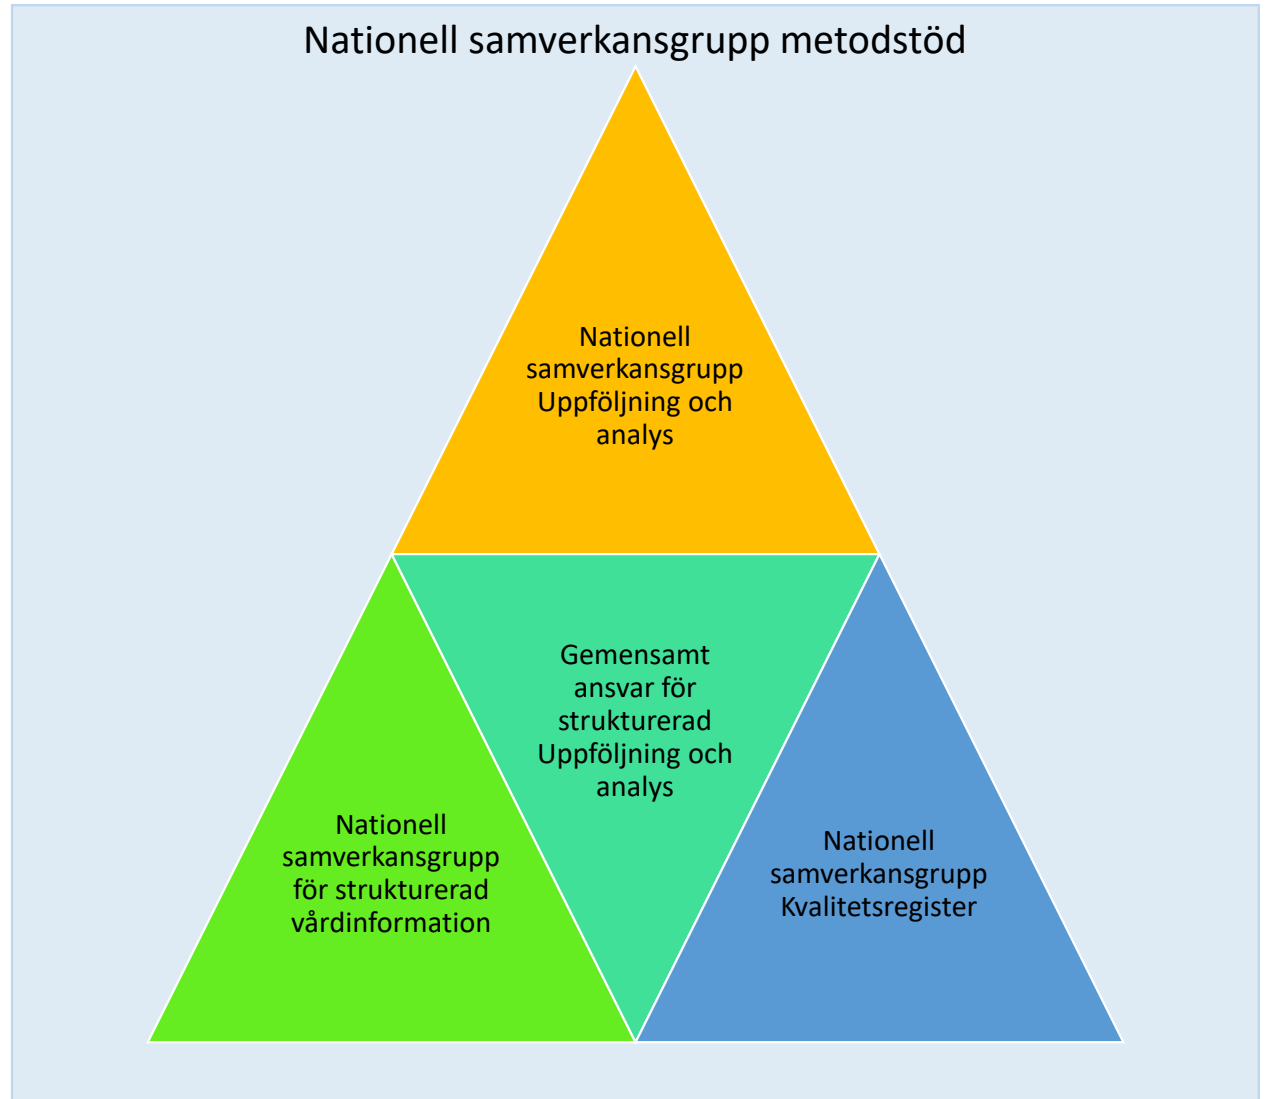 Nationell samverkansgrupp metodstöd
Nationell
samverkansgrupp
Uppföljning och
analys
Gemensamt
ansvar för
strukturerad
Uppföljning och
analys
Nationell
samverkansgrupp
för strukturerad
vårdinformation
Nationell
samverkansgrupp
Kvalitetsregister